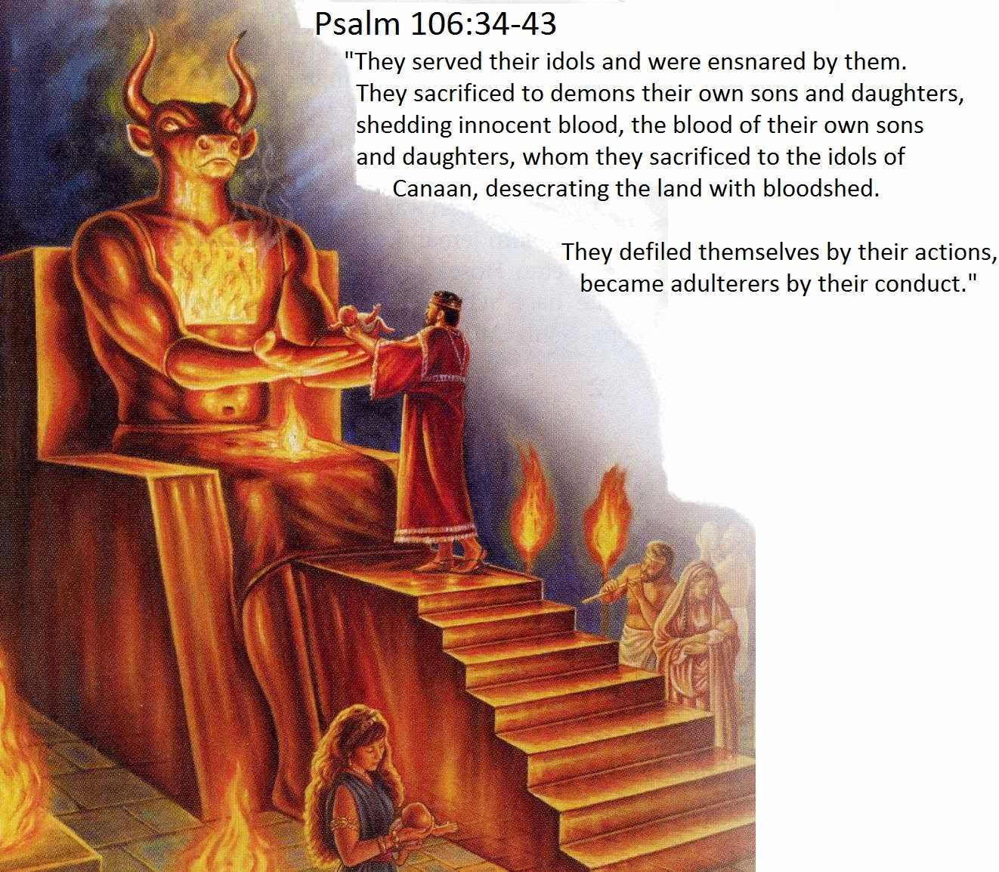 Psalm 106:34-43
"They served their idols and were ensnared by them.
They sacrificed to demons their own sons and daughters,
shedding innocent blood, the blood of their own sons
and daughters, whom they sacrificed to the idols of
Canaan, desecrating the land with bloodshed.
They defiled themselves by their actions,
became adulterers by their conduct."